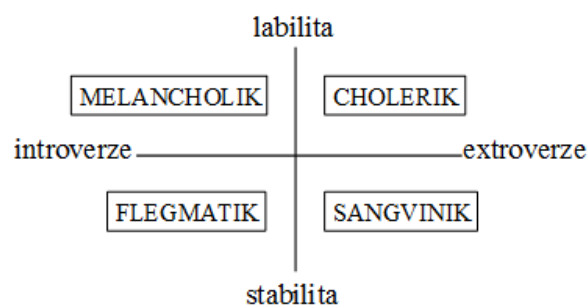 labilita
MELANCHOLIK CHOLERIK
introverze extroverze
FLEGMATIK SANGVINIK
stabilita